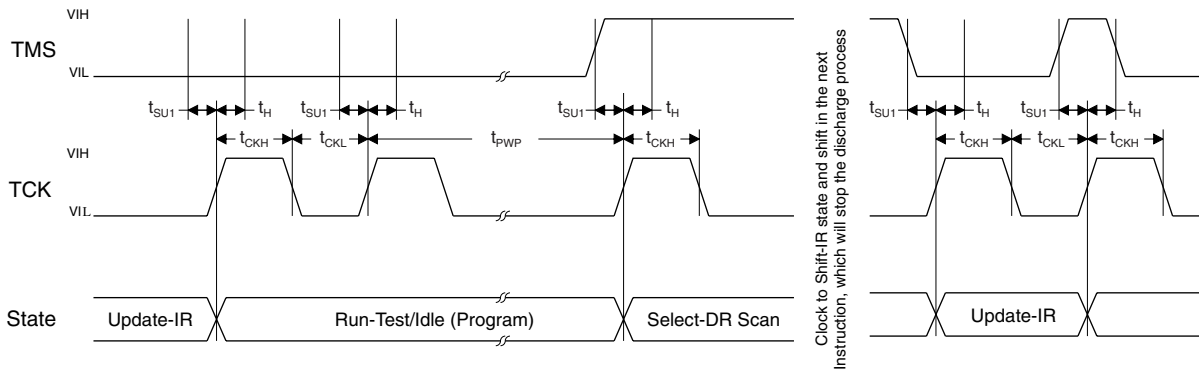 VIH
TMS
VIL
tSU1 tH tSU1 tH tSU1 tH tSU1 tH tSU1 tH
tCKH tCKL tPWP tCKH tCKH tCKL tCKH
VIH
TCK
VIL
State
Update-IR Run-Test/Idle (Program) Select-DR Scan Update-IR
Clock to Shift-IR state and shift in the next
Instruction, which will stop the discharge process